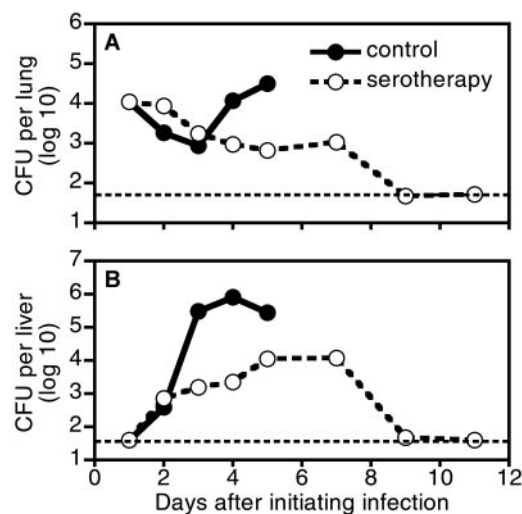 A
control
serotherapy
CFU per lung
(log 10)
6
5
4
3
2
1
B
CFU per liver
(log 10)
7
6
5
4
3
2
1
0 2 4 6 8 10 12
Days after initiating infection